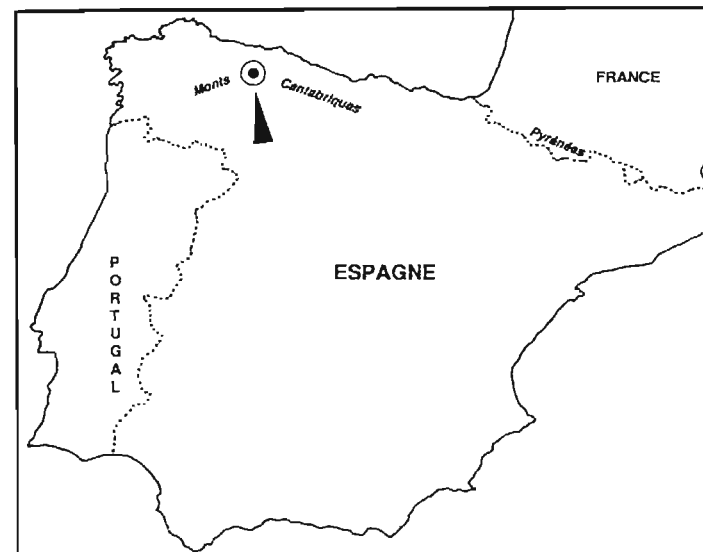 FRANCE
Monts Cantabriques
Pyrénées
ESPAGNE
PORTUGAL